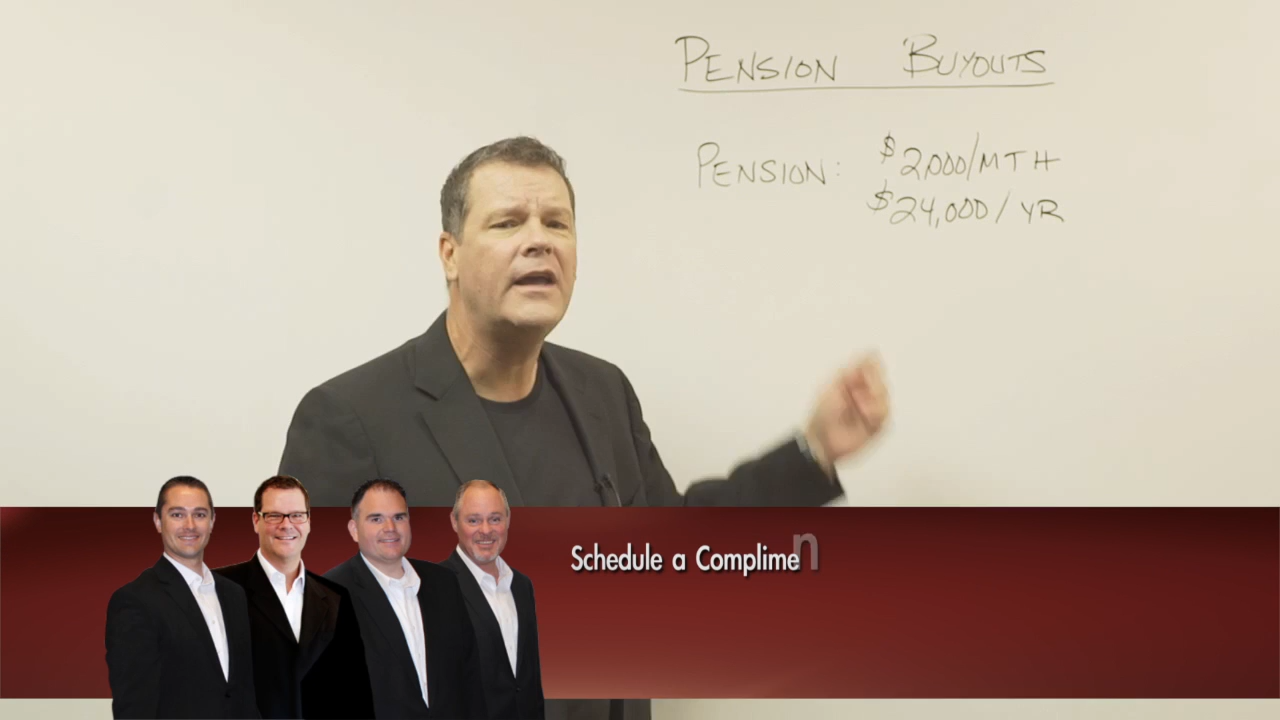 PENSION BUYOUTS
PENSION: $2,000/MTH
$24,000/YR
Schedule a Complimen